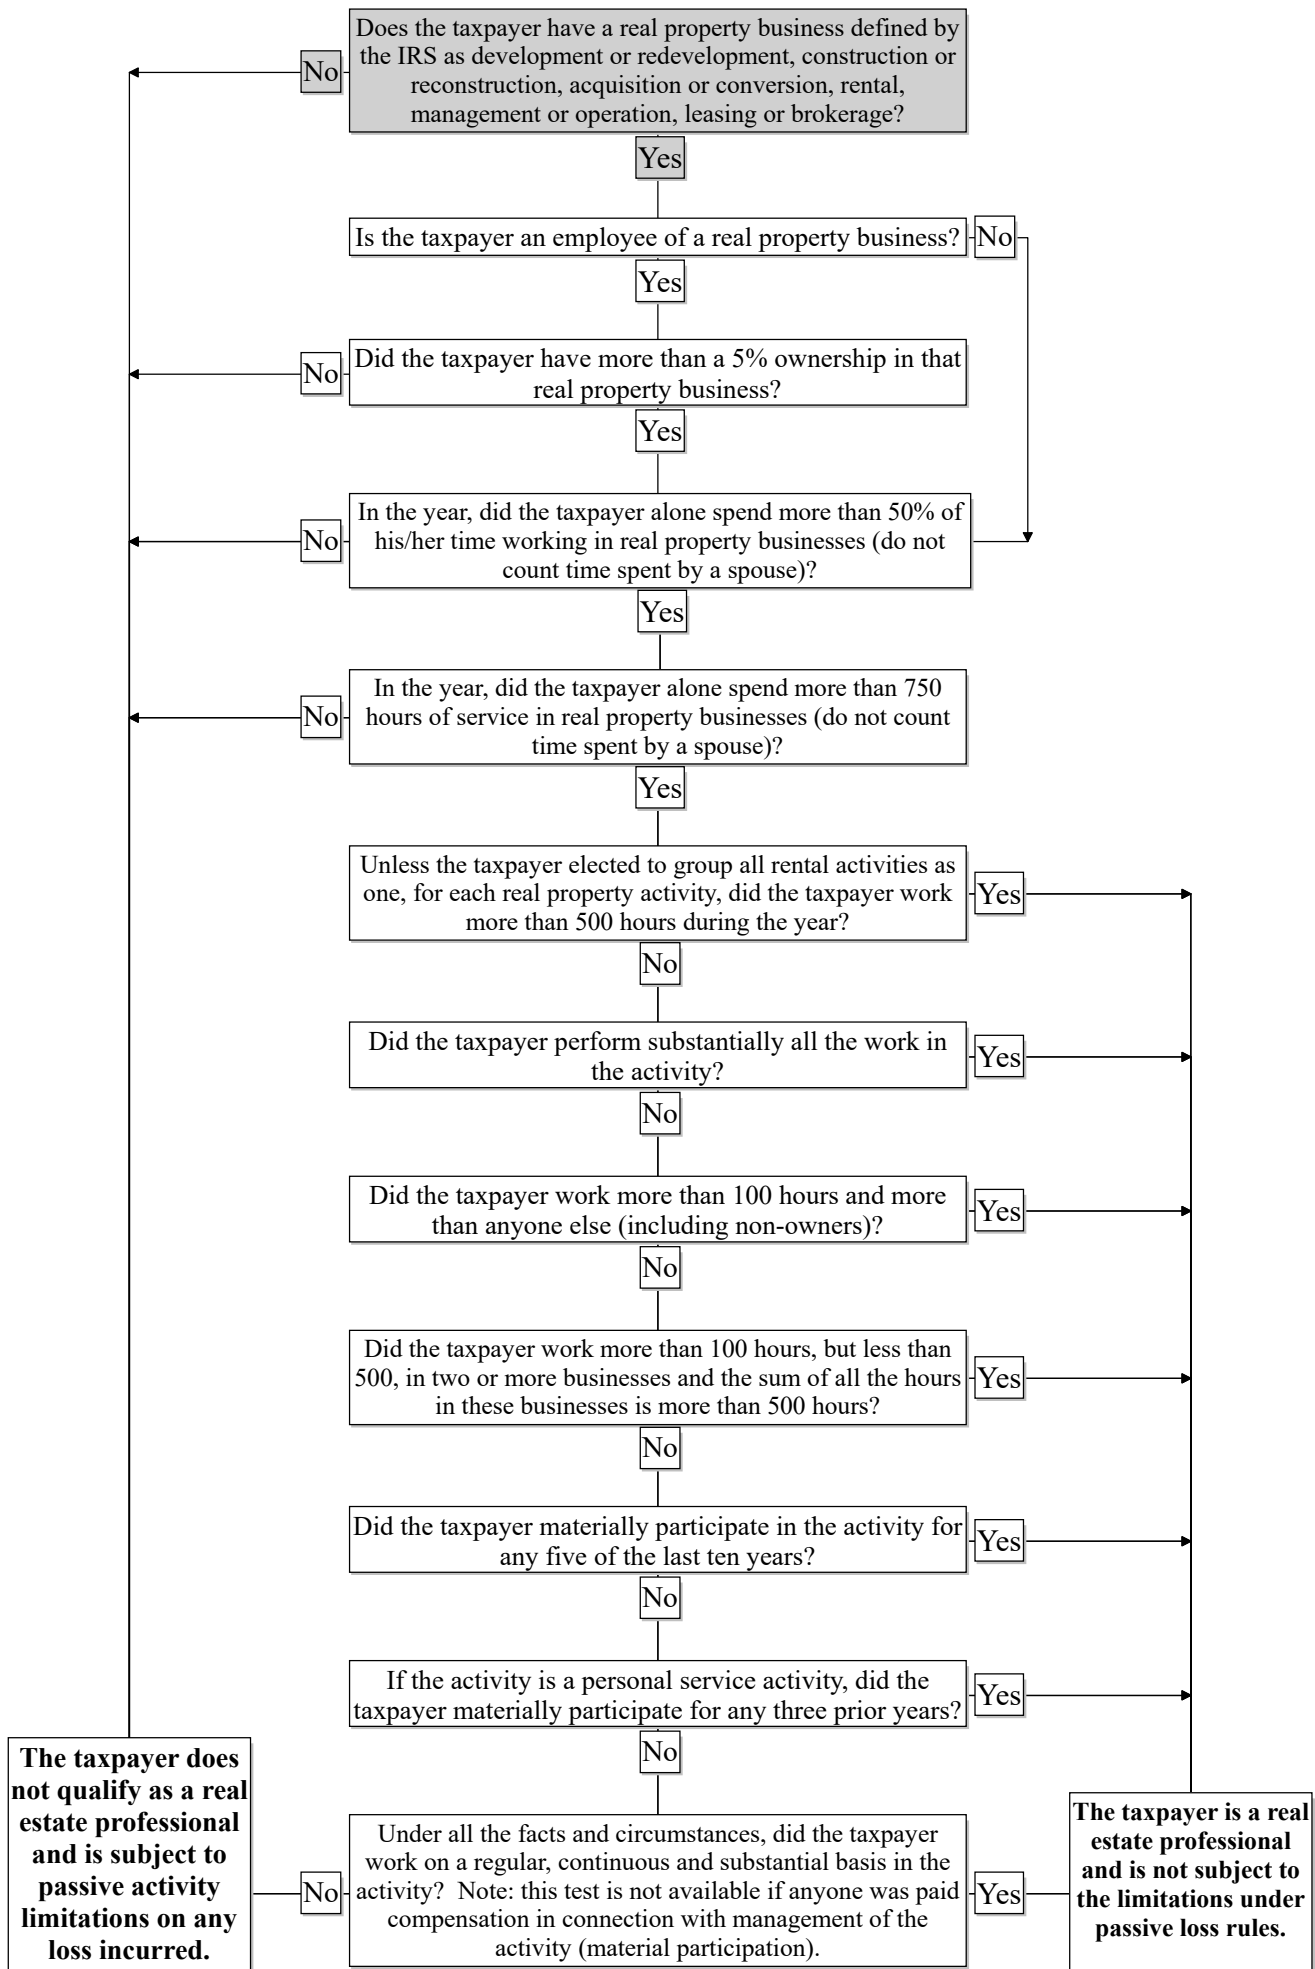 Does the taxpayer have a real property business defined by
the IRS as development or redevelopment, construction or
reconstruction, acquisition or conversion, rental,
management or operation, leasing or brokerage?
No
Yes
Is the taxpayer an employee of a real property business?
No
Yes
Did the taxpayer have more than a 5% ownership in that
real property business?
No
Yes
In the year, did the taxpayer alone spend more than 50% of
his/her time working in real property businesses (do not
count time spent by a spouse)?
No
Yes
In the year, did the taxpayer alone spend more than 750
hours of service in real property businesses (do not count
time spent by a spouse)?
No
Yes
Unless the taxpayer elected to group all rental activities as
one, for each real property activity, did the taxpayer work
more than 500 hours during the year?
Yes
No
Did the taxpayer perform substantially all the work in
the activity?
Yes
No
Did the taxpayer work more than 100 hours and more
than anyone else (including non-owners)?
Yes
No
Did the taxpayer work more than 100 hours, but less than
500, in two or more businesses and the sum of all the hours
in these businesses is more than 500 hours?
Yes
No
Did the taxpayer materially participate in the activity for
any five of the last ten years?
Yes
No
If the activity is a personal service activity, did the
taxpayer materially participate for any three prior years?
Yes
No
Under all the facts and circumstances, did the taxpayer
work on a regular, continuous and substantial basis in the
activity?  Note: this test is not available if anyone was paid
compensation in connection with management of the
activity (material participation).
No
Yes
The taxpayer does
not qualify as a real
estate professional
and is subject to
passive activity
limitations on any
loss incurred.
The taxpayer is a real
estate professional
and is not subject to
the limitations under
passive loss rules.